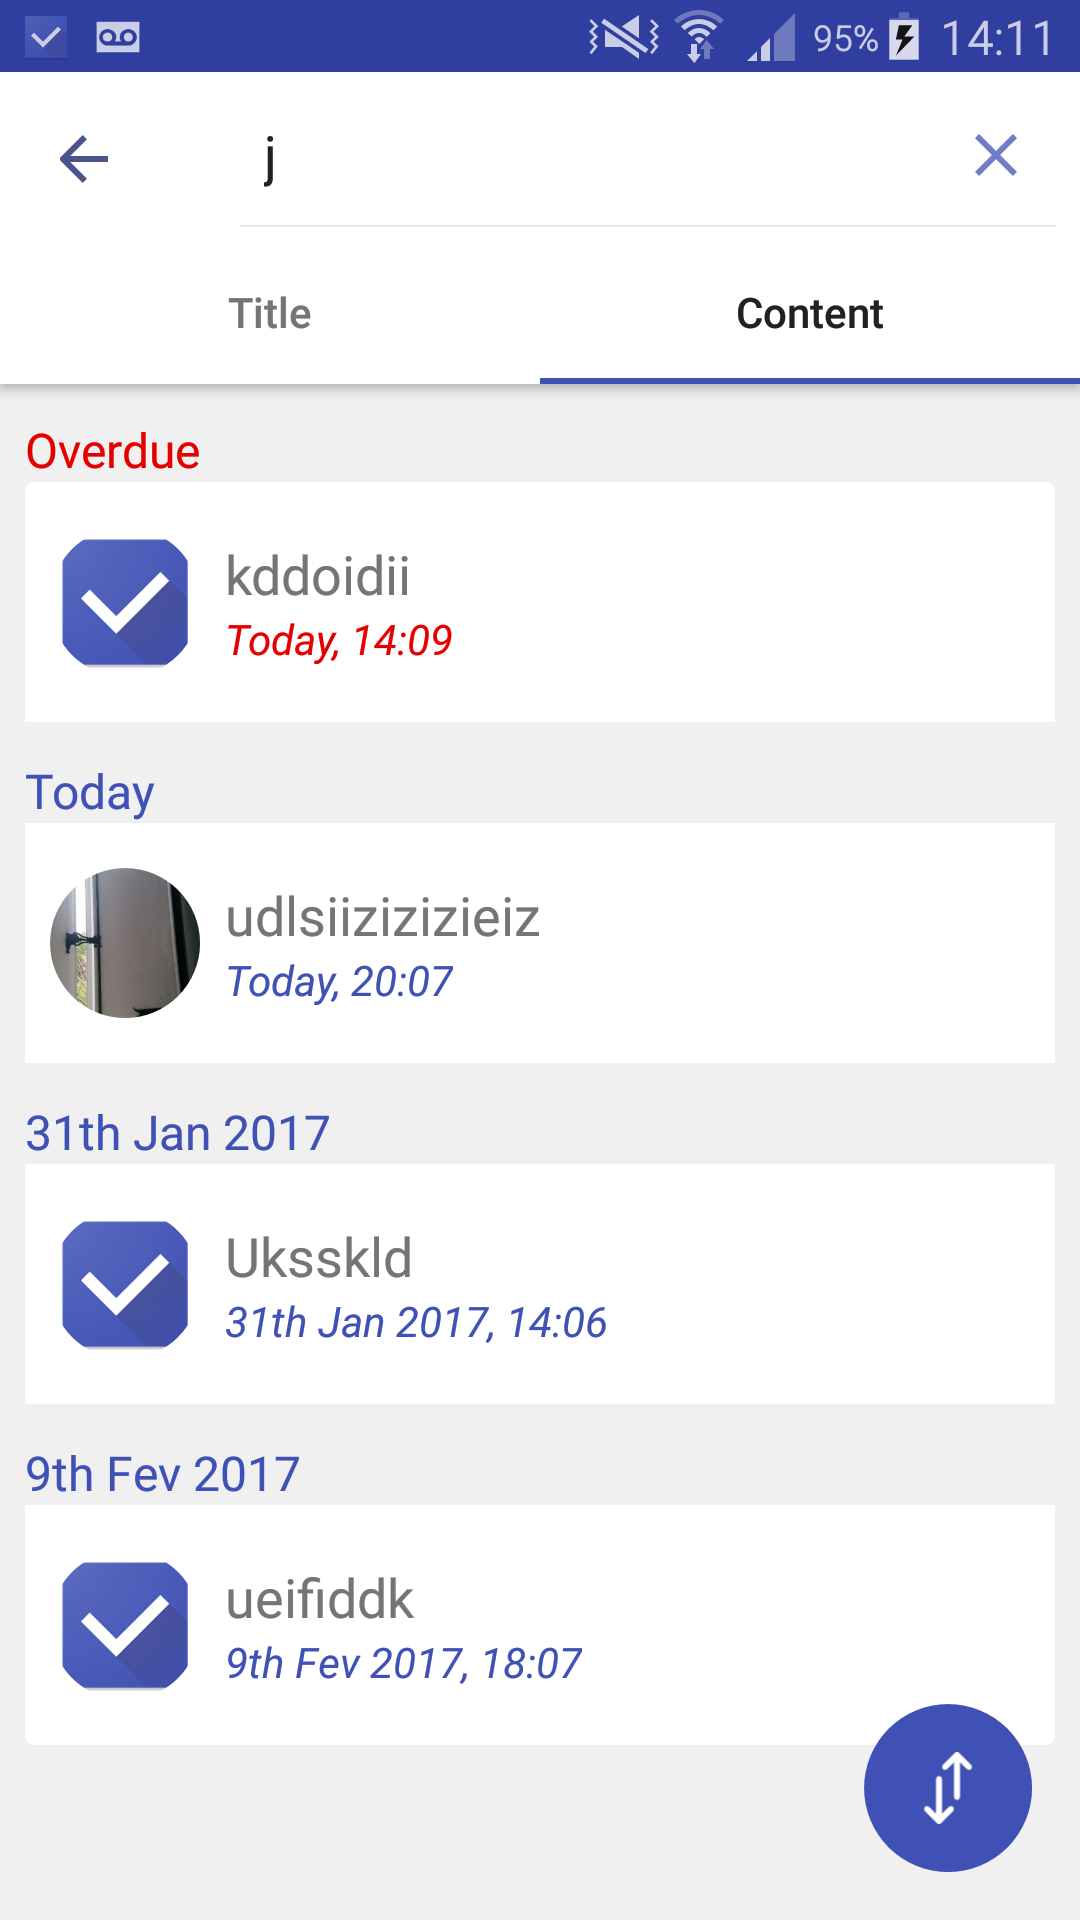 95% 14:11
j
Title Content
Overdue
kddoidii
Today, 14:09
Today
udlsiizizizieiz
Today, 20:07
31th Jan 2017
Uksskld
31th Jan 2017, 14:06
9th Fev 2017
ueifiddk
9th Fev 2017, 18:07